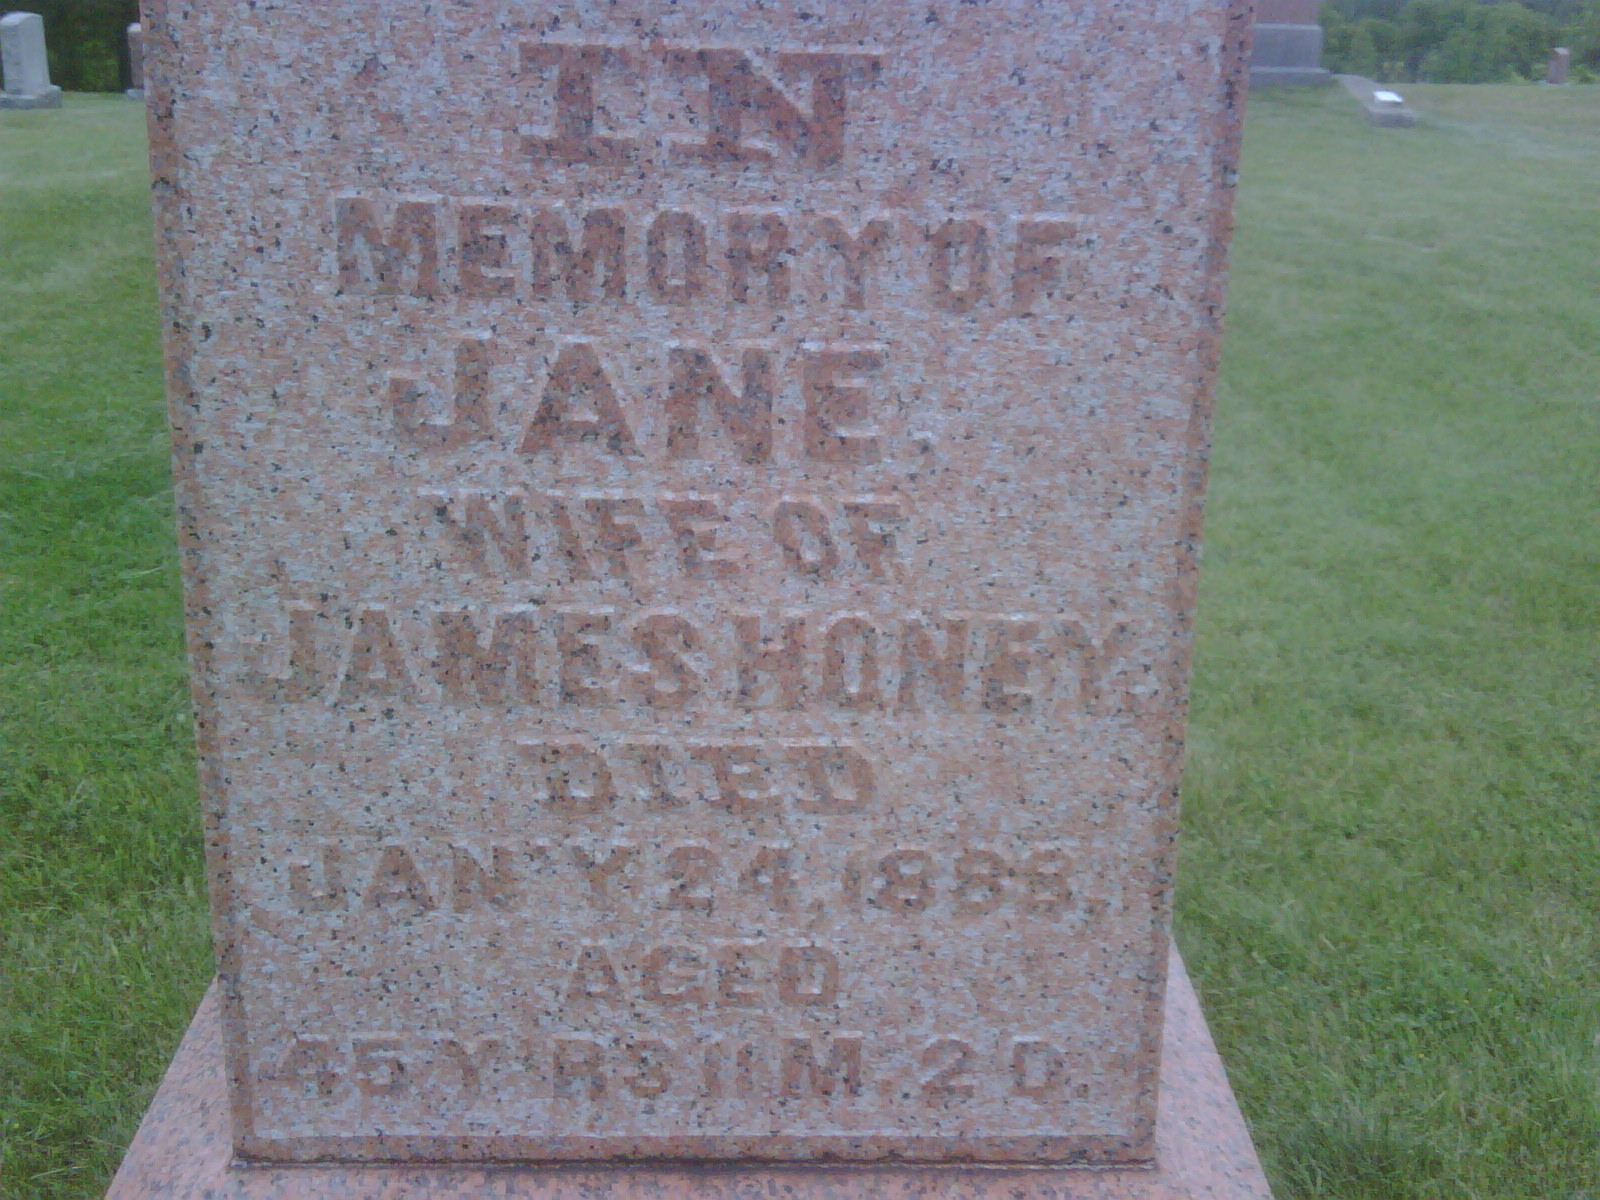 IN
MEMORY OF
JANE,
WIFE OF
JAMES HONEY.
DIED
JAN'Y 24, 1888,
AGED
45 Y'RS 11 M. 2 D.